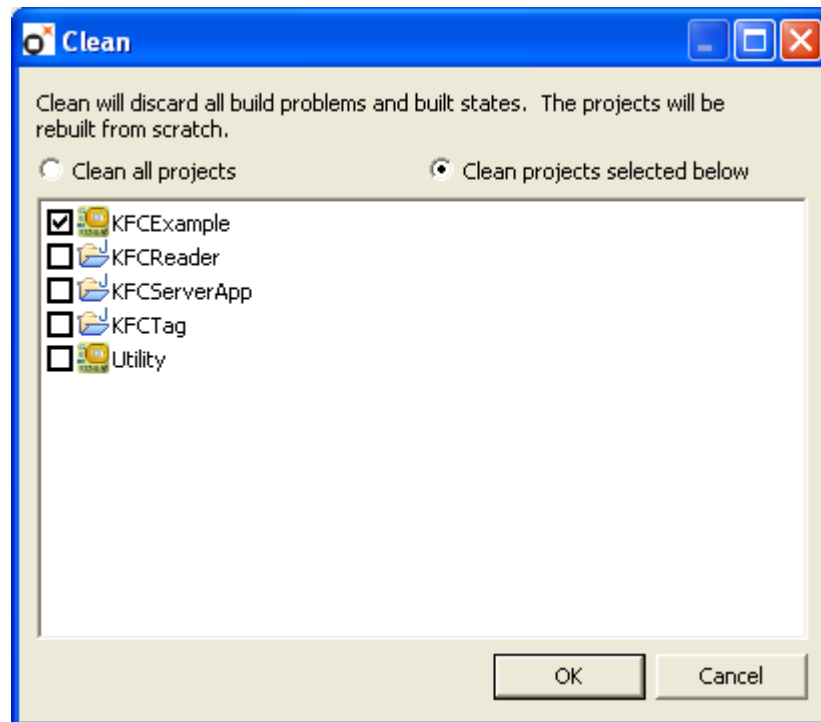 Clean
Clean will discard all build problems and built states.  The projects will be
rebuilt from scratch.
Clean all projects
Clean projects selected below
KFCExample
KFCReader
KFCServerApp
KFCTag
Utility
OK
Cancel